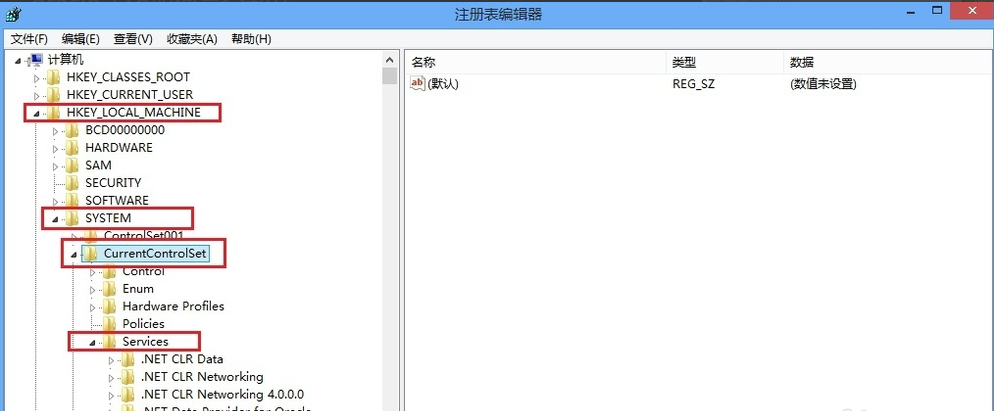 注册表编辑器
文件(F) 编辑(E) 查看(V) 收藏夹(A) 帮助(H)
计算机
HKEY_CLASSES_ROOT
HKEY_CURRENT_USER
HKEY_LOCAL_MACHINE
BCD00000000
HARDWARE
SAM
SECURITY
SOFTWARE
SYSTEM
ControlSet001
CurrentControlSet
Control
Enum
Hardware Profiles
Policies
Services
.NET CLR Data
.NET CLR Networking
.NET CLR Networking 4.0.0.0
.NET Data Provider for Oracle
名称 类型 数据
ab (默认) REG_SZ (数值未设置)